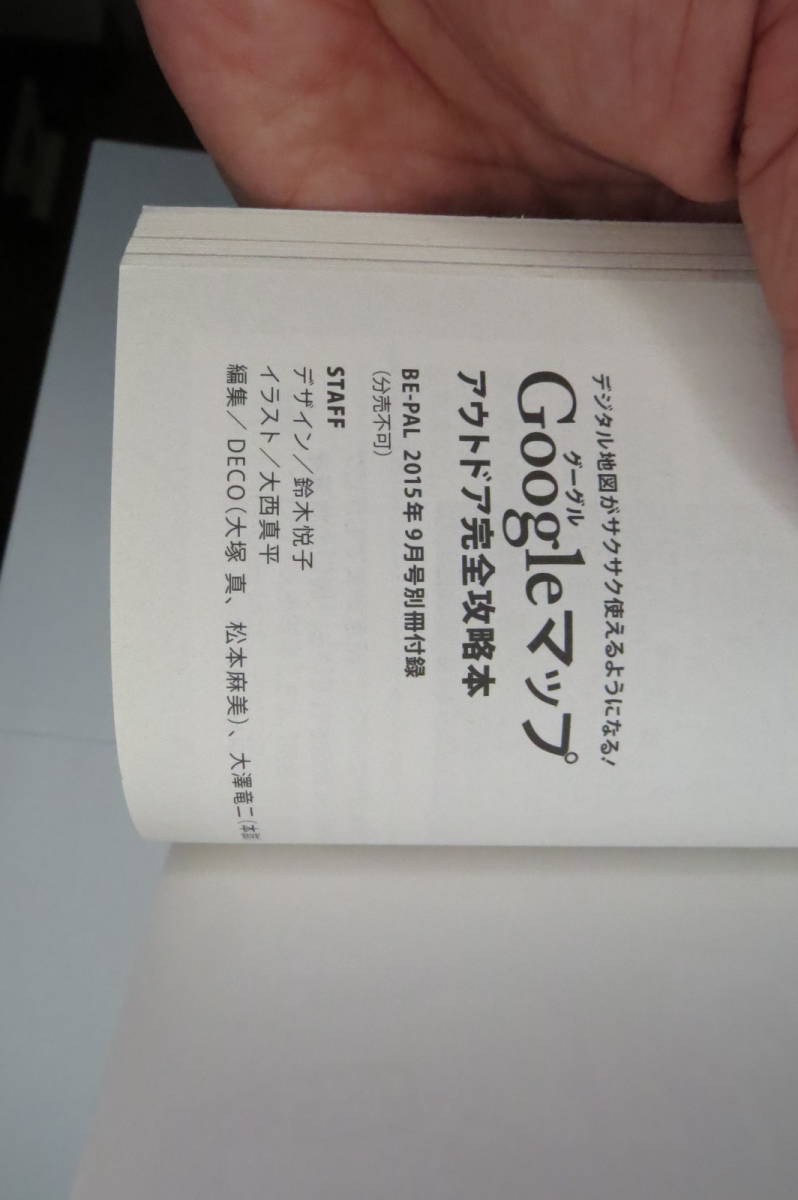 デジタル地図がサクサク使えるようになる!
グーグル
Googleマップ
アウトドア完全攻略本
BE-PAL 2015年9月号別冊付録
(分売不可)
STAFF
デザイン/鈴木悦子
イラスト/大西真平
編集/DECO(大塚 真、松本麻美)、大澤竜二(本誌